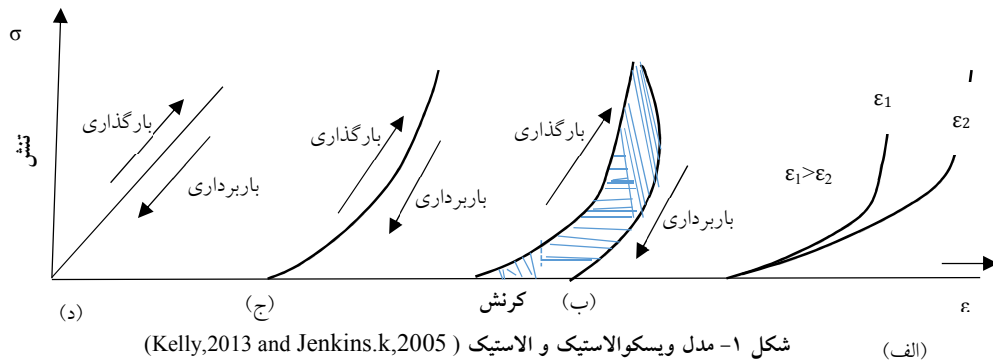 σ
تنش
بارگذاری
باربرداری
بارگذاری
باربرداری
بارگذاری
باربرداری
ε1
ε2
ε1>ε2
(د)
(ج)
کرنش
(ب)
ε
(الف)
شکل ۱- مدل ویسکوالاستیک و الاستیک ( Kelly,2013 and Jenkins.k,2005)